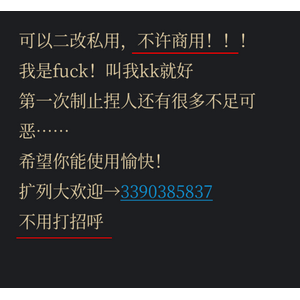 可以二改私用，不许商用！！！
我是fuck！叫我kk就好
第一次制止捏人还有很多不足可
恶……
希望你能使用愉快！
扩列大欢迎→3390385837
不用打招呼